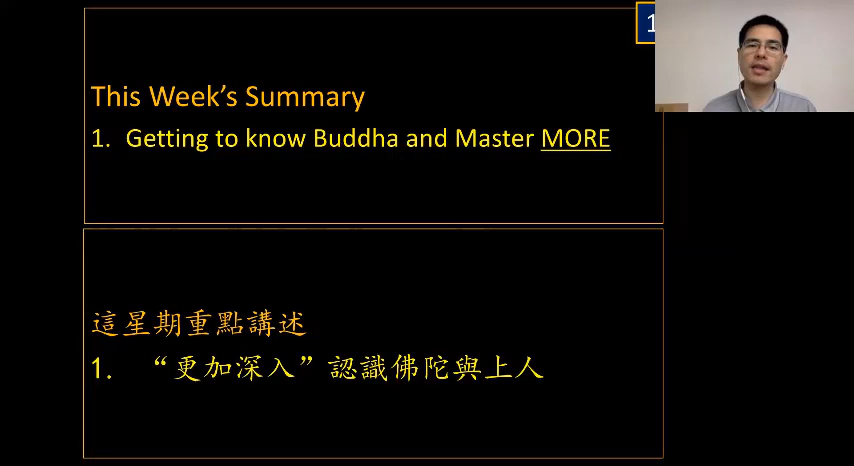 1
This Week's Summary
1. Getting to know Buddha and Master MORE
這星期重點講述
1. “更加深入”認識佛陀與上人